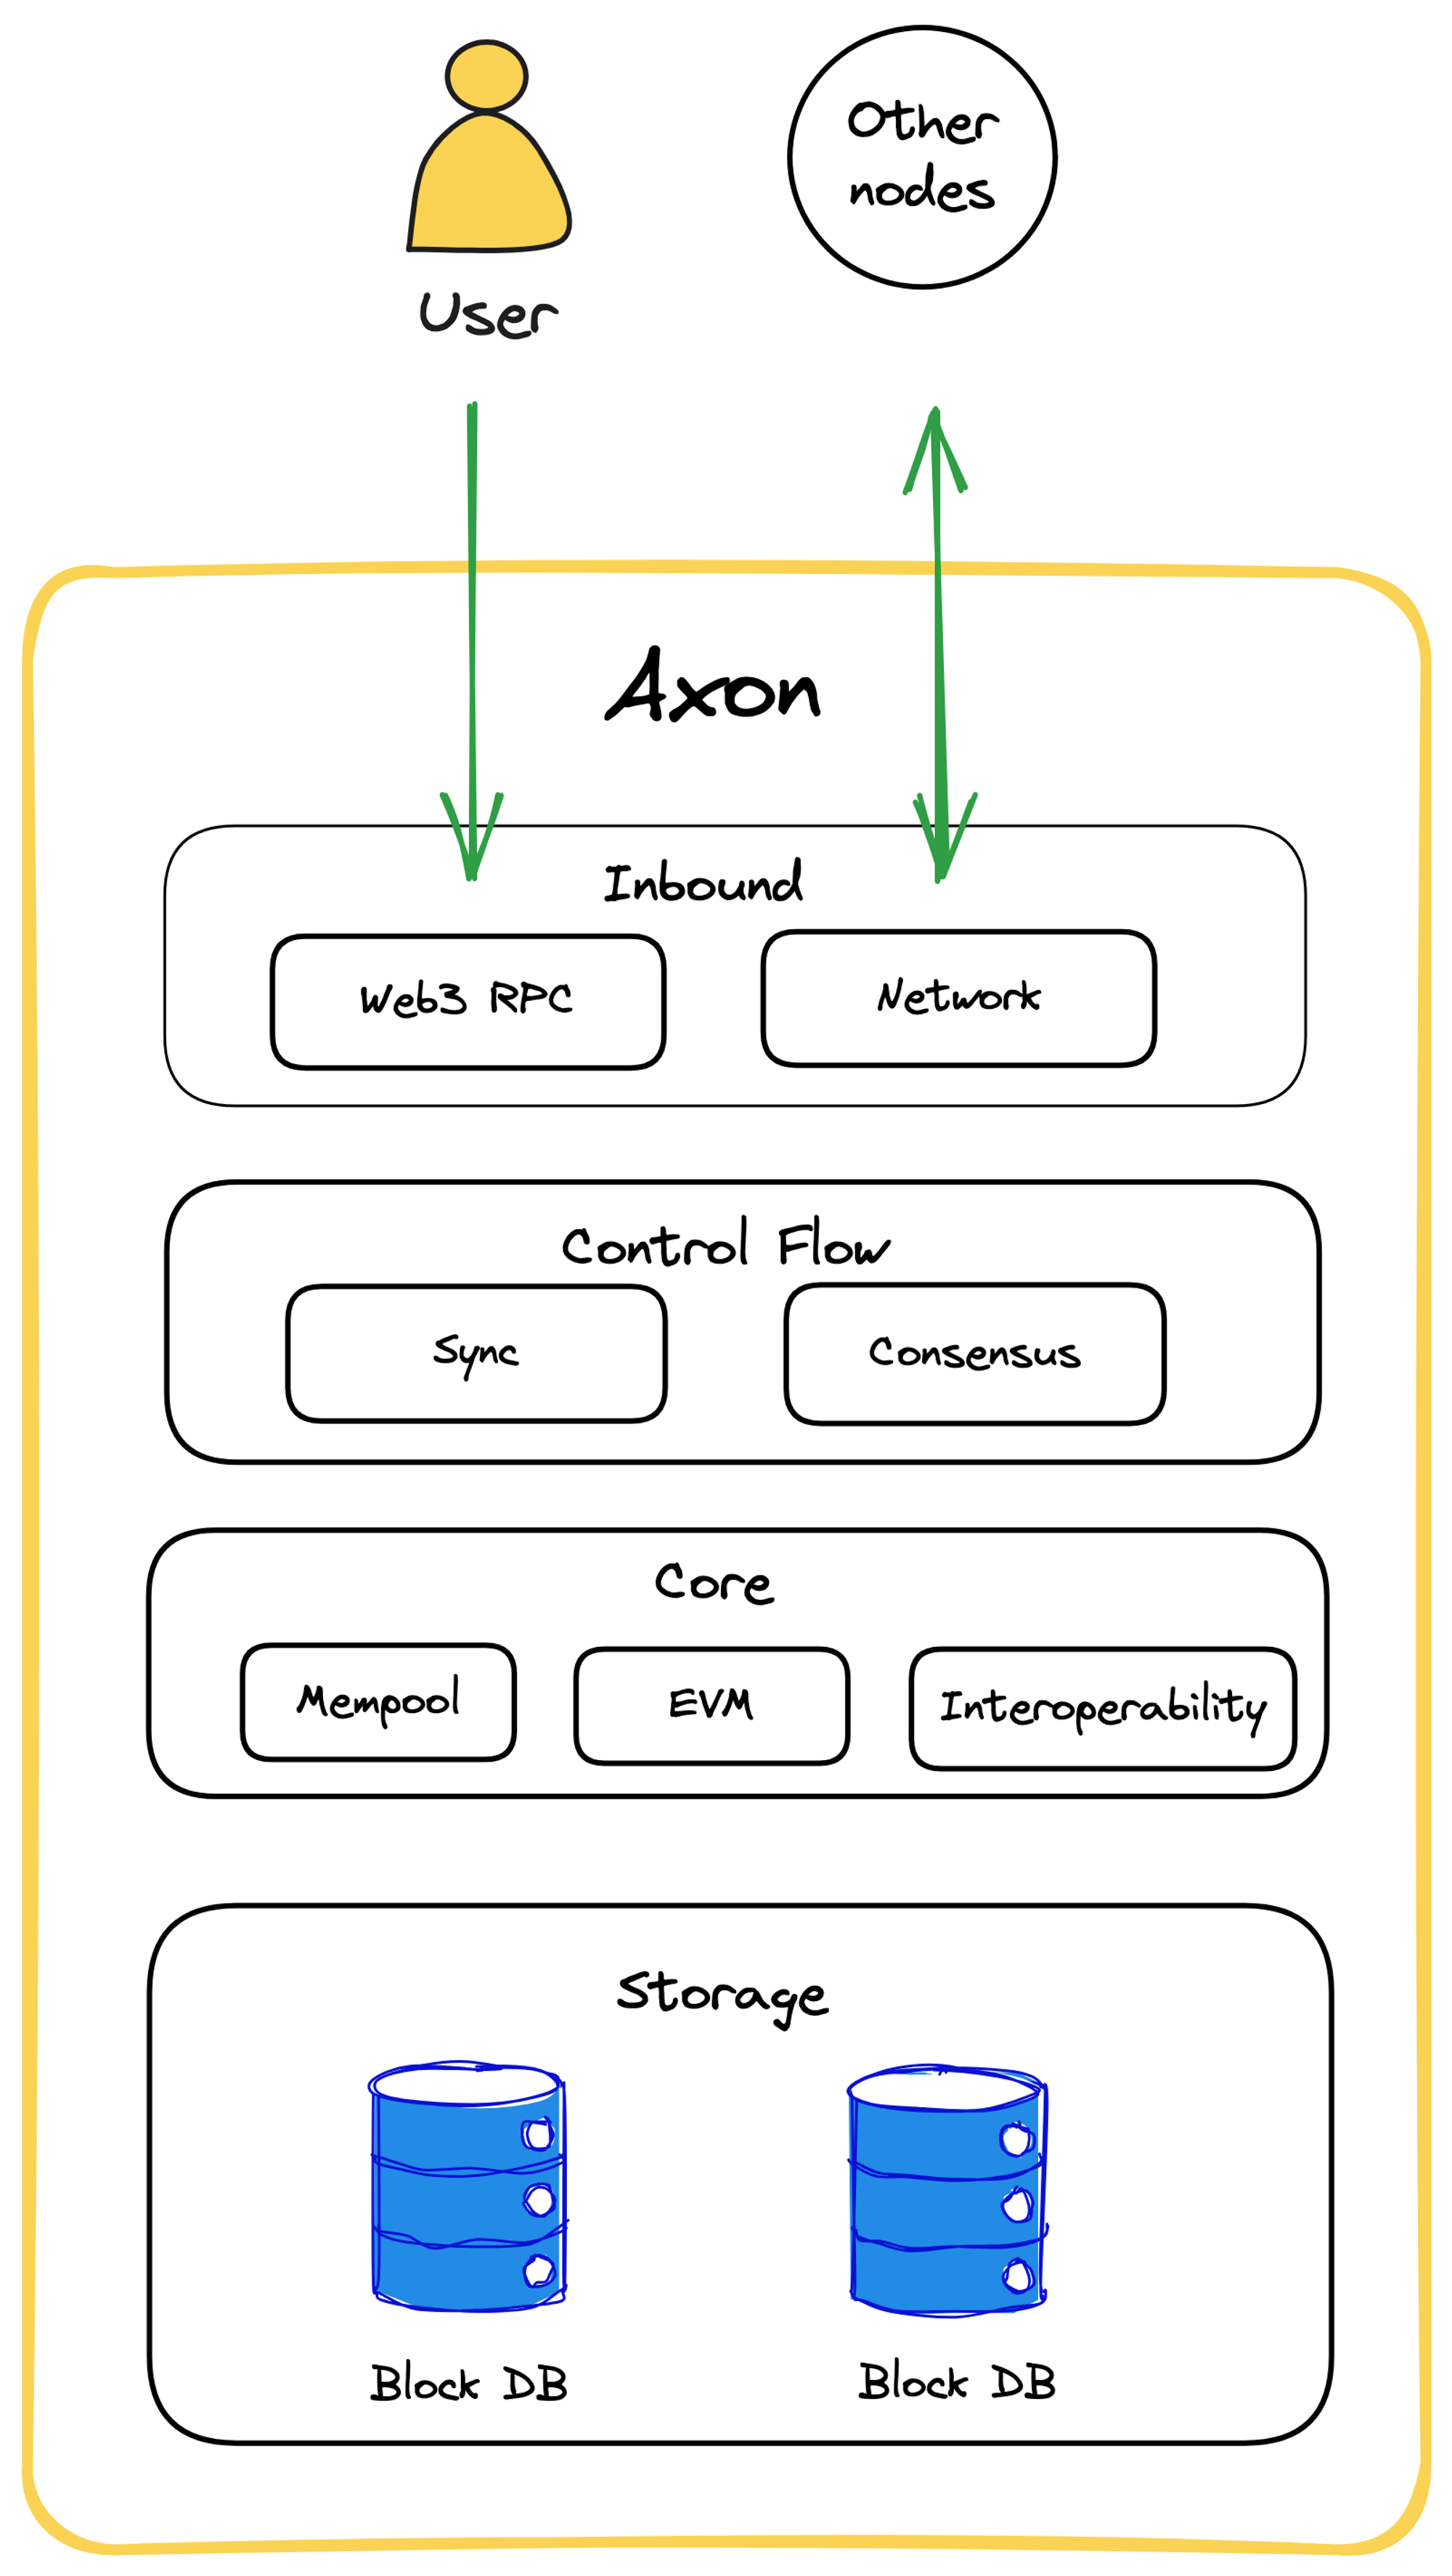 Other
nodes
User
Axon
Inbound
Web3 RPC
Network
Control Flow
Sync
Consensus
Core
Mempool
EVM
Interoperability
Storage
Block DB
Block DB